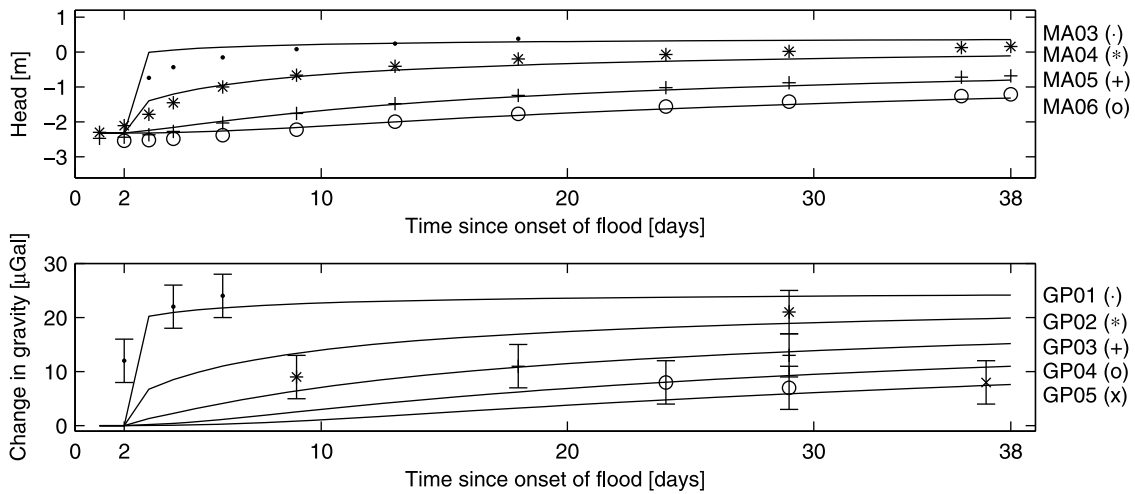 Head [m]
1
0
−1
−2
−3
0
2
10
20
30
38
Time since onset of flood [days]
MA03 (·)
MA04 (*)
MA05 (+)
MA06 (o)
Change in gravity [μGal]
30
20
10
0
0
2
10
20
30
38
Time since onset of flood [days]
GP01 (·)
GP02 (*)
GP03 (+)
GP04 (o)
GP05 (x)